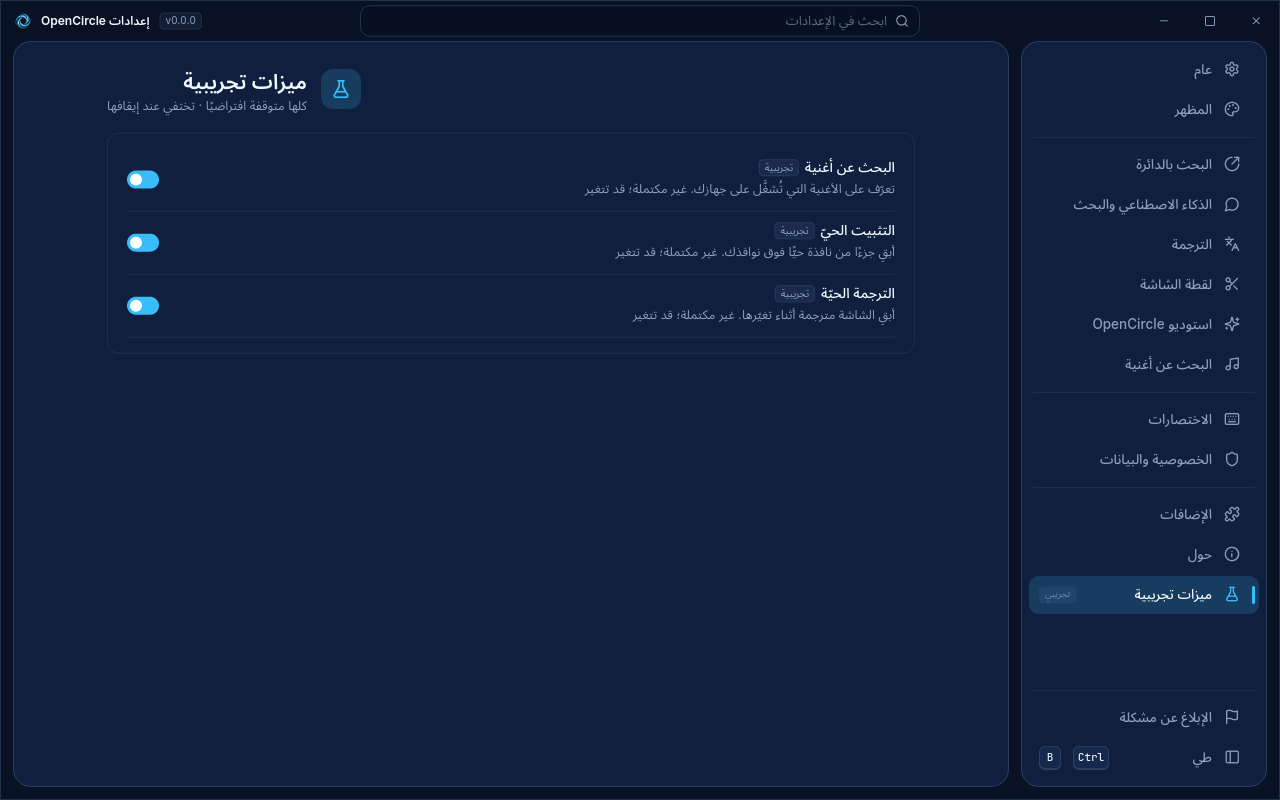 إعدادات OpenCircle
v0.0.0
ابحث في الإعدادات
عام
المظهر
البحث بالدائرة
الذكاء الاصطناعي والبحث
الترجمة
لقطة الشاشة
استوديو OpenCircle
البحث عن أغنية
الاختصارات
الخصوصية والبيانات
الإضافات
حول
ميزات تجريبية تجريبي
الإبلاغ عن مشكلة
طي Ctrl B
ميزات تجريبية
كلها متوقفة افتراضيًا · تختفي عند إيقافها
البحث عن أغنية تجريبية
تعرّف على الأغنية التي تُشغَّل على جهازك. غير مكتملة؛ قد تتغير
التثبيت الحيّ تجريبية
أبقِ جزءًا من نافذة حيًّا فوق نوافذك. غير مكتملة؛ قد تتغير
الترجمة الحيّة تجريبية
أبقِ الشاشة مترجمة أثناء تغيّرها. غير مكتملة؛ قد تتغير